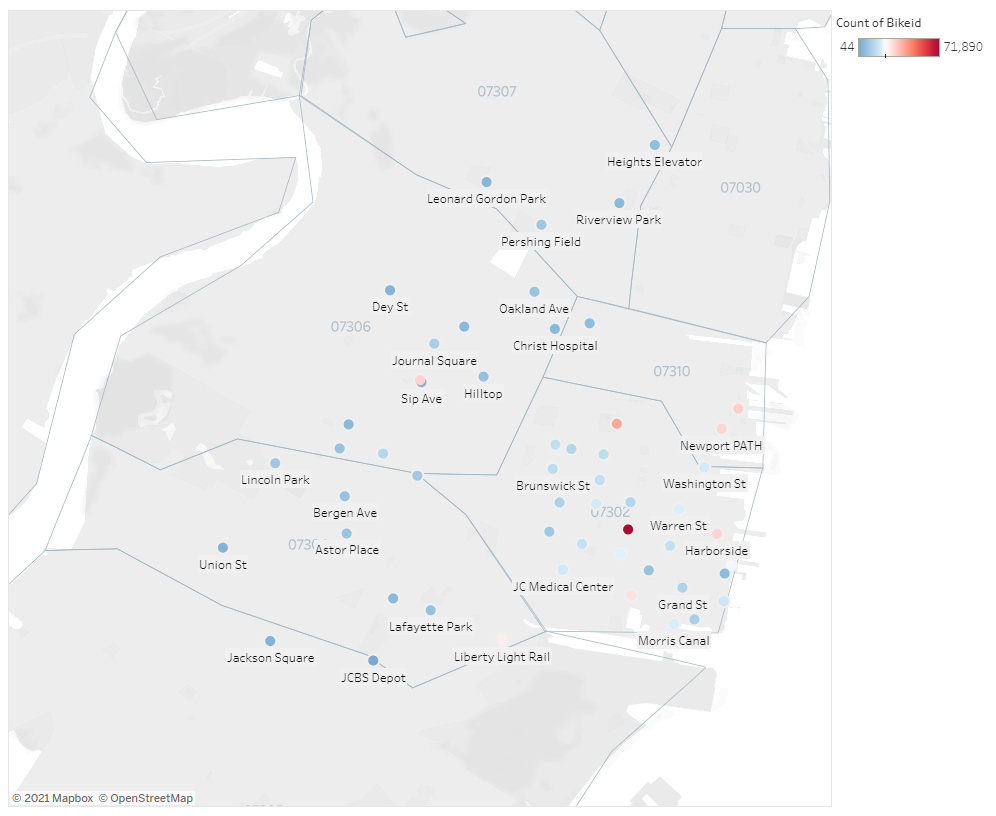 Count of Bikeid
44 71,890
07307
Heights Elevator
07030
Leonard Gordon Park
Riverview Park
Pershing Field
Dey St
Oakland Ave
07306
Christ Hospital
Journal Square
07310
Sip Ave
Hilltop
Newport PATH
Lincoln Park
Brunswick St
Washington St
Bergen Ave
07302
Warren St
Astor Place
Harborside
Union St
JC Medical Center
Grand St
Lafayette Park
Morris Canal
Jackson Square
Liberty Light Rail
JCBS Depot
© 2021 Mapbox © OpenStreetMap